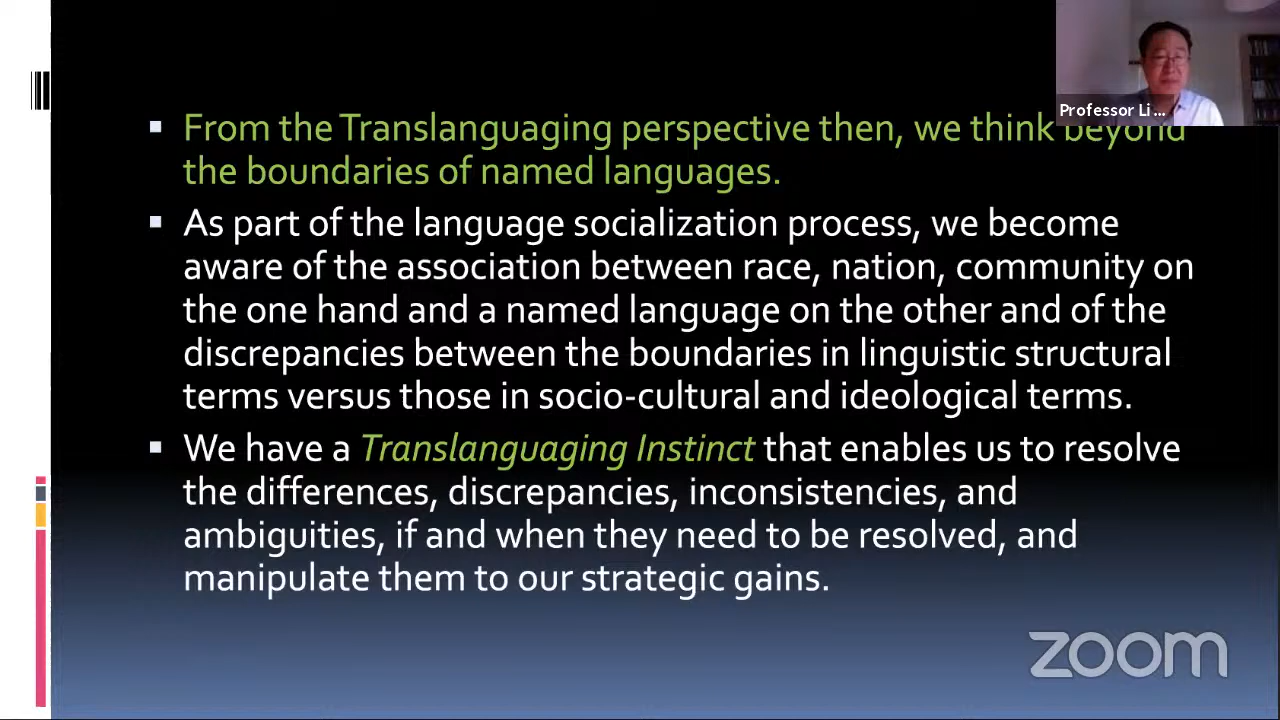 Professor Li ...
From the Translanguaging perspective then, we think beyond
the boundaries of named languages.
As part of the language socialization process, we become
aware of the association between race, nation, community on
the one hand and a named language on the other and of the
discrepancies between the boundaries in linguistic structural
terms versus those in socio-cultural and ideological terms.
We have a Translanguaging Instinct that enables us to resolve
the differences, discrepancies, inconsistencies, and
ambiguities, if and when they need to be resolved, and
manipulate them to our strategic gains.
zoom